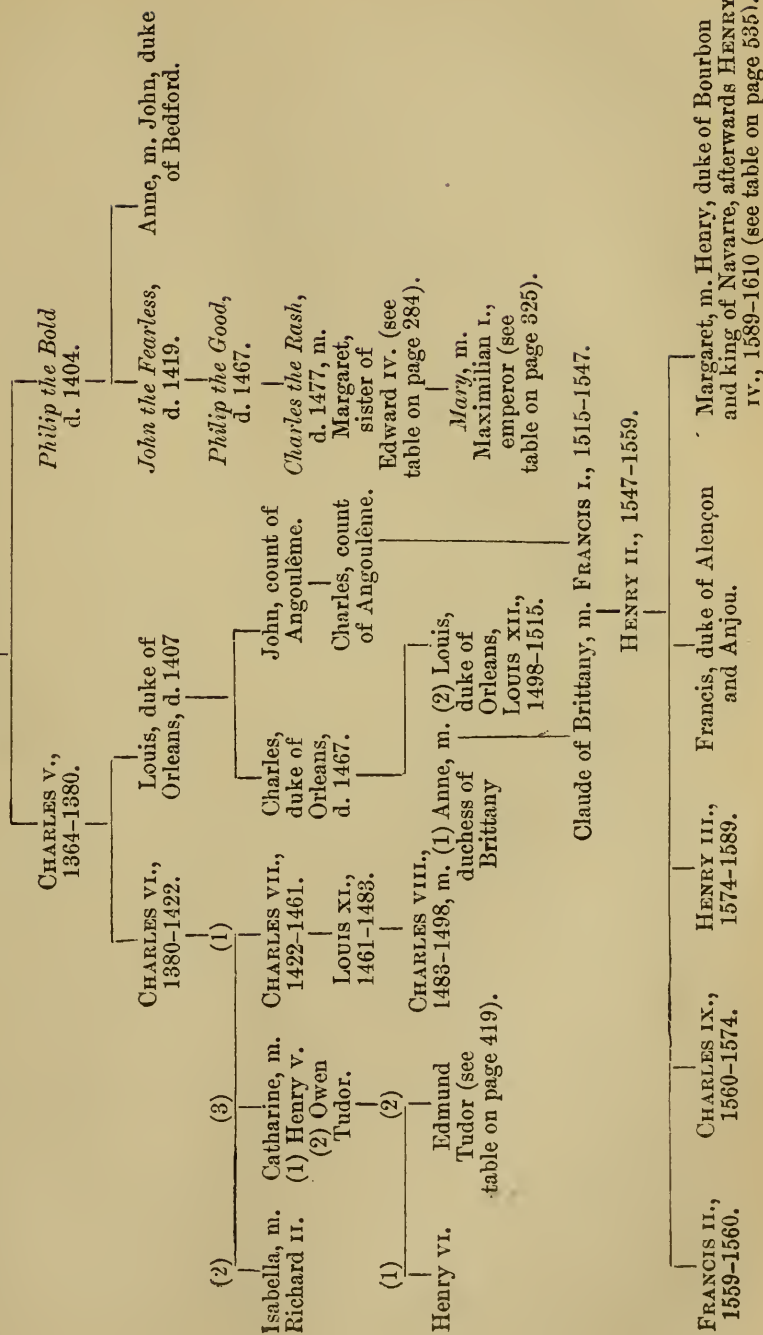 CHARLES V.,
1364–1380.
Philip the Bold
d. 1404.
CHARLES VI.,
1380–1422.
Louis, duke of
Orleans, d. 1407
John the Fearless,
d. 1419.
Anne, m. John, duke
of Bedford.
(2)
(3)
(1)
Isabella, m.
Richard II.
Catharine, m.
(1) Henry V.
(2) Owen
Tudor.
CHARLES VII.,
1422–1461.
LOUIS XI.,
1461–1483.
Charles,
duke of
Orleans,
d. 1467.
John, count of
Angoulême.
Charles, count
of Angoulême.
Philip the Good,
d. 1467.
Charles the Rash,
d. 1477, m.
Margaret,
sister of
Edward IV. (see
table on page 284).
Mary, m.
Maximilian I.,
emperor (see
table on page 325).
(1)
(2)
Henry VI.
Edmund
Tudor (see
table on page 419).
CHARLES VIII.,
1483–1498, m. (1) Anne, m. (2) Louis,
duchess of
Brittany
duke of
Orleans,
LOUIS XII.,
1498–1515.
Claude of Brittany, m. FRANCIS I., 1515–1547.
HENRY II., 1547–1559.
FRANCIS II.,
1559–1560.
CHARLES IX.,
1560–1574.
HENRY III.,
1574–1589.
Francis, duke of Alençon
and Anjou.
Margaret, m. Henry, duke of Bourbon
and king of Navarre, afterwards HENRY
IV., 1589–1610 (see table on page 535).